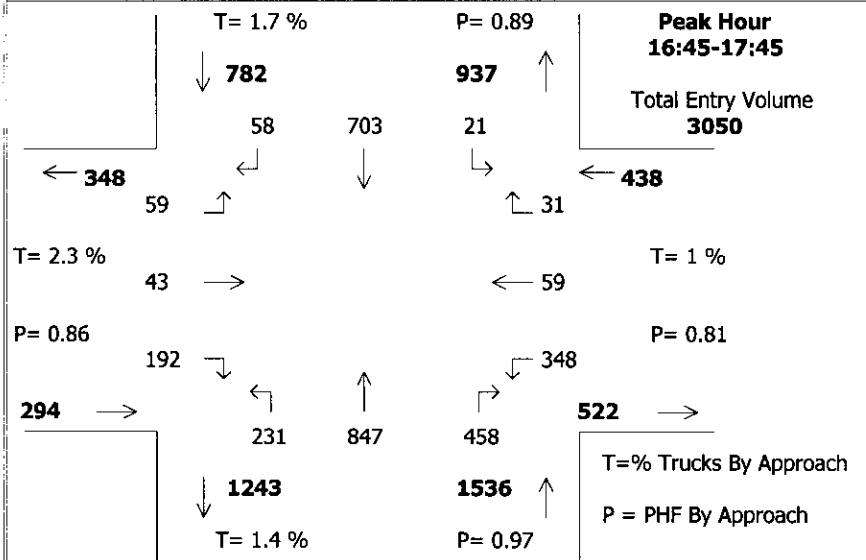 T= 1.7 % P= 0.89 Peak Hour
16:45-17:45
782 937
Total Entry Volume
58 703 21 3050
348 438
59 31
T= 2.3 % T= 1 %
43 59
P= 0.86 P= 0.81
192 348
294 522
231 847 458
T=% Trucks By Approach
1243 1536
P = PHF By Approach
T= 1.4 % P= 0.97